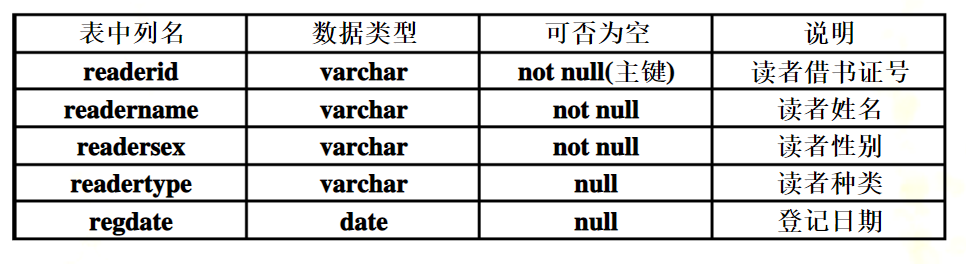 表中列名 数据类型 可否为空 说明
readerid varchar not null(主键) 读者借书证号
readername varchar not null 读者姓名
readersex varchar not null 读者性别
readertype varchar null 读者种类
regdate date null 登记日期